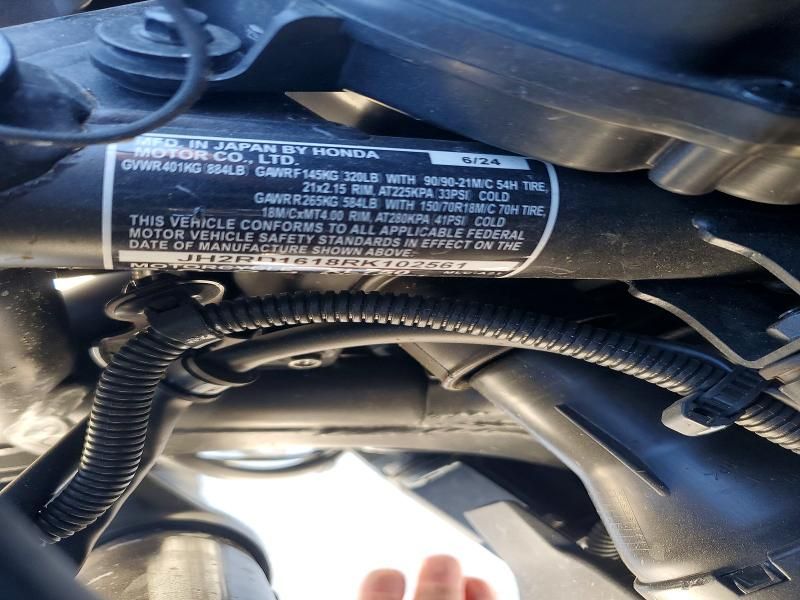 MFD. IN JAPAN BY HONDA
MOTOR CO., LTD.
6/24
GVWR401KG(884LB) GAWRF145KG(320LB) WITH 90/90-21M/C 54H TIRE,
21x2.15 RIM, AT225KPA(33PSI) COLD
GAWRR265KG(584LB) WITH 150/70R18M/C 70H TIRE,
18M/CxMT4.00 RIM, AT280KPA(41PSI) COLD
THIS VEHICLE CONFORMS TO ALL APPLICABLE FEDERAL
MOTOR VEHICLE SAFETY STANDARDS IN EFFECT ON THE
DATE OF MANUFACTURE SHOWN ABOVE.